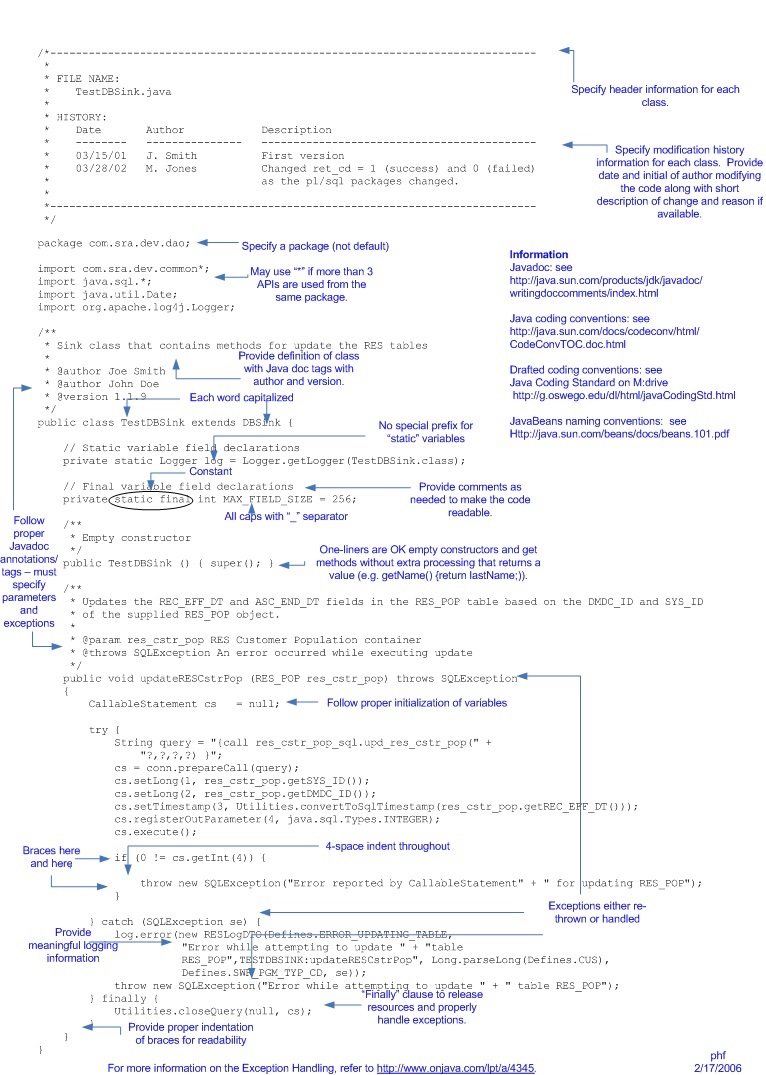 /*---------------------------------------------------------------------------
*
* FILE NAME:
*    TestDBSink.java
*
* HISTORY:
*    Date       Author            Description
*    --------   ---------------   ------------------------------------------
*    03/15/01   J. Smith          First version
*    03/28/02   M. Jones          Changed ret_cd = 1 (success) and 0 (failed)
*                                 as the pl/sql packages changed.
*
*---------------------------------------------------------------------------
*/
Specify header information for each
class.
Specify modification history
information for each class. Provide
date and initial of author modifying
the code along with short
description of change and reason if
available.
package com.sra.dev.dao;
Specify a package (not default)
import com.sra.dev.common*;
import java.sql.*;
import java.util.Date;
import org.apache.log4j.Logger;
May use "*" if more than 3
APIs are used from the
same package.
Information
Javadoc: see
http://java.sun.com/products/jdk/javadoc/
writingdoccomments/index.html
Java coding conventions: see
http://java.sun.com/docs/codeconv/html/
CodeConvTOC.doc.html
Drafted coding conventions: see
Java Coding Standard on M:drive
http://g.oswego.edu/dl/html/javaCodingStd.html
JavaBeans naming conventions: see
Http://java.sun.com/beans/docs/beans.101.pdf
/**
* Sink class that contains methods for update the RES tables
*
* @author Joe Smith
* @author John Doe
* @version 1.1.9
*/
Provide definition of class
with Java doc tags with
author and version.
Each word capitalized
public class TestDBSink extends DBSink {
No special prefix for
"static" variables
// Static variable field declarations
private static Logger log = Logger.getLogger(TestDBSink.class);
Constant
// Final variable field declarations
private static final int MAX_FIELD_SIZE = 256;
Provide comments as
needed to make the code
readable.
All caps with "_" separator
Follow
proper
Javadoc
annotations/
tags – must
specify
parameters
and
exceptions
/**
* Empty constructor
*/
public TestDBSink () { super(); }
One-liners are OK empty constructors and get
methods without extra processing that returns a
value (e.g. getName() {return lastName;}).
/**
* Updates the REC_EFF_DT and ASC_END_DT fields in the RES_POP table based on the DMDC_ID and SYS_ID
* of the supplied RES_POP object.
*
* @param res_cstr_pop RES Customer Population container
* @throws SQLException An error occurred while executing update
*/
public void updateRESCstrPop (RES_POP res_cstr_pop) throws SQLException
{
CallableStatement cs   = null;
Follow proper initialization of variables
try {
String query = "{call res_cstr_pop_sql.upd_res_cstr_pop(" +
"?,?,?,?) }";
cs = conn.prepareCall(query);
cs.setLong(1, res_cstr_pop.getSYS_ID());
cs.setLong(2, res_cstr_pop.getDMDC_ID());
cs.setTimestamp(3, Utilities.convertToSqlTimestamp(res_cstr_pop.getREC_EFF_DT()));
cs.registerOutParameter(4, java.sql.Types.INTEGER);
cs.execute();
4-space indent throughout
Braces here
and here
if (0 != cs.getInt(4)) {
throw new SQLException("Error reported by CallableStatement" + " for updating RES_POP");
}
Exceptions either re-
thrown or handled
} catch (SQLException se) {
log.error(new RESLogDTO(Defines.ERROR_UPDATING_TABLE,
"Error while attempting to update " + "table
RES_POP",TESTDBSINK:updateRESCstrPop", Long.parseLong(Defines.CUS),
Defines.SWR_PGM_TYP_CD, se));
Provide
meaningful logging
information
throw new SQLException("Error while attempting to update " + " table RES_POP");
} finally {
Utilities.closeQuery(null, cs);
"Finally" clause to release
resources and properly
handle exceptions.
}
Provide proper indentation
of braces for readability
}
}
For more information on the Exception Handling, refer to http://www.onjava.com/lpt/a/4345.
phf
2/17/2006